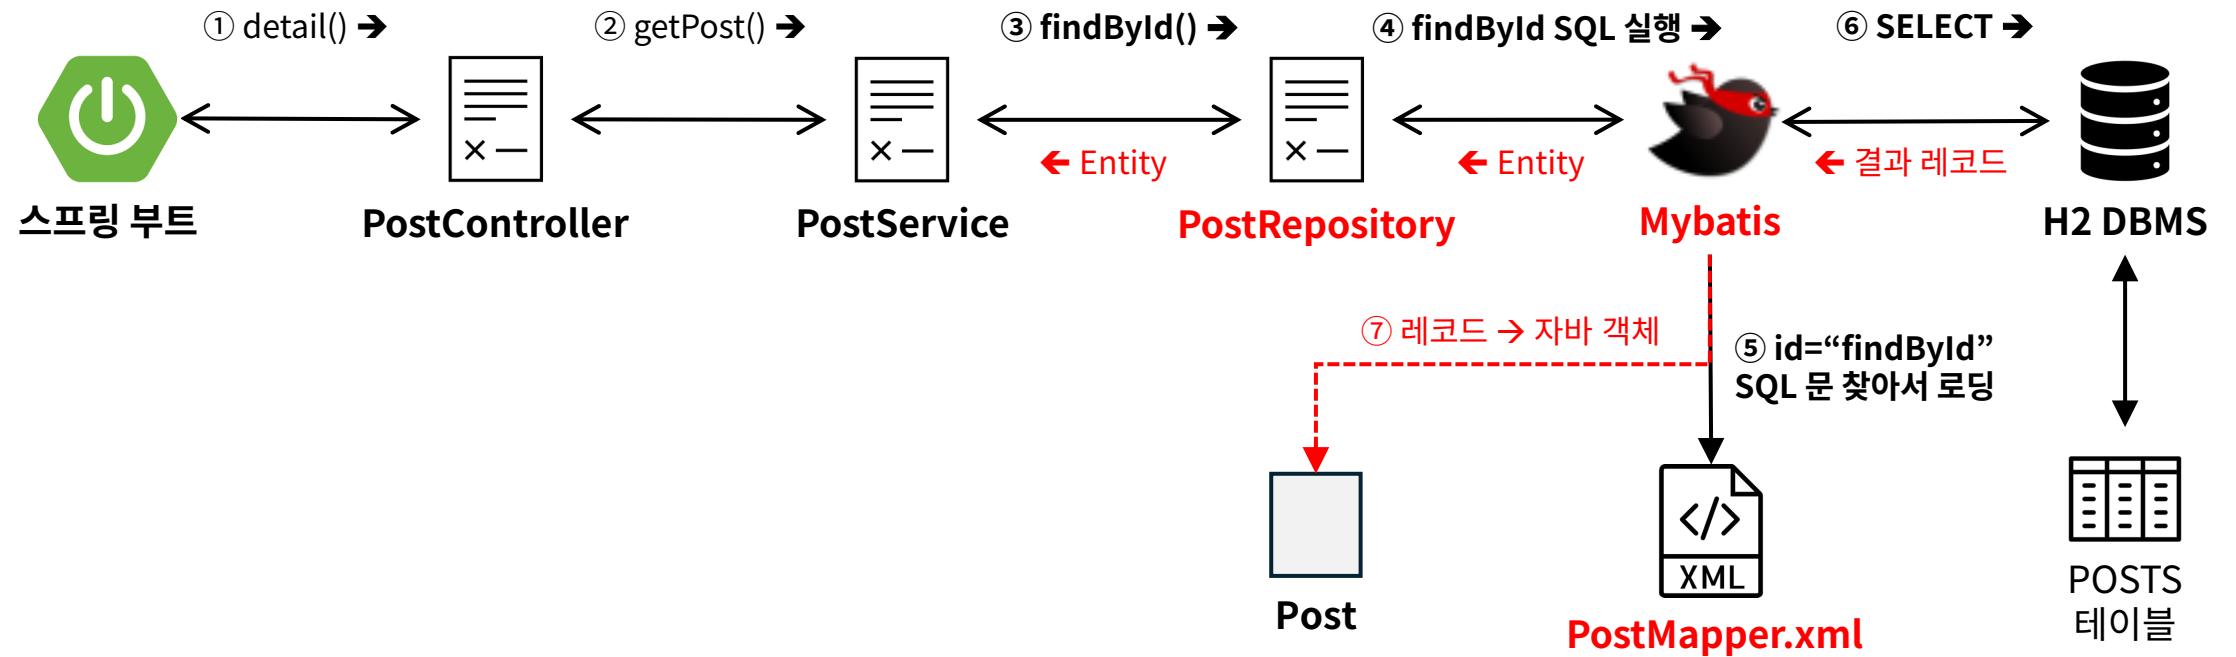 ① detail() →
② getPost() →
③ findById() →
④ findById SQL 실행 →
⑥ SELECT →
← Entity
← Entity
← 결과 레코드
스프링 부트
PostController
PostService
PostRepository
Mybatis
H2 DBMS
⑦ 레코드 → 자바 객체
⑤ id=“findById”
SQL 문 찾아서 로딩
XML
Post
PostMapper.xml
POSTS
테이블